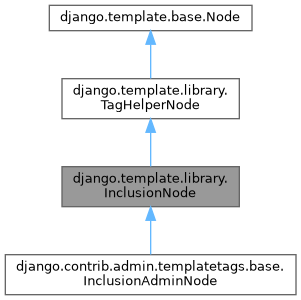 django.template.base.Node
django.template.library.
TagHelperNode
django.template.library.
InclusionNode
django.contrib.admin.templatetags.base.
InclusionAdminNode